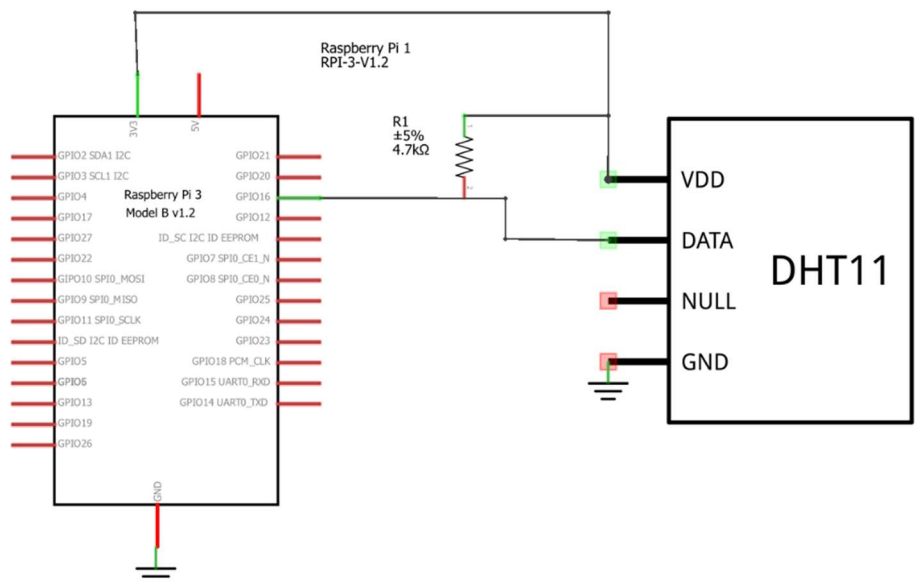 Raspberry Pi 1
RPI-3-V1.2
3V3
5V
R1
±5%
4.7kΩ
1
2
Raspberry Pi 3
Model B v1.2
GPIO2 SDA1 I2C
GPIO3 SCL1 I2C
GPIO4
GPIO17
GPIO27
GPIO22
GIPO10 SPI0_MOSI
GPIO9 SPI0_MISO
GPIO11 SPI0_SCLK
ID_SD I2C ID EEPROM
GPIO5
GPIO6
GPIO13
GPIO19
GPIO26
GPIO21
GPIO20
GPIO16
GPIO12
ID_SC I2C ID EEPROM
GPIO7 SPI0_CE1_N
GPIO8 SPI0_CE0_N
GPIO25
GPIO24
GPIO23
GPIO18 PCM_CLK
GPIO15 UART0_RXD
GPIO14 UART0_TXD
GND
VDD
DATA
NULL
GND
DHT11